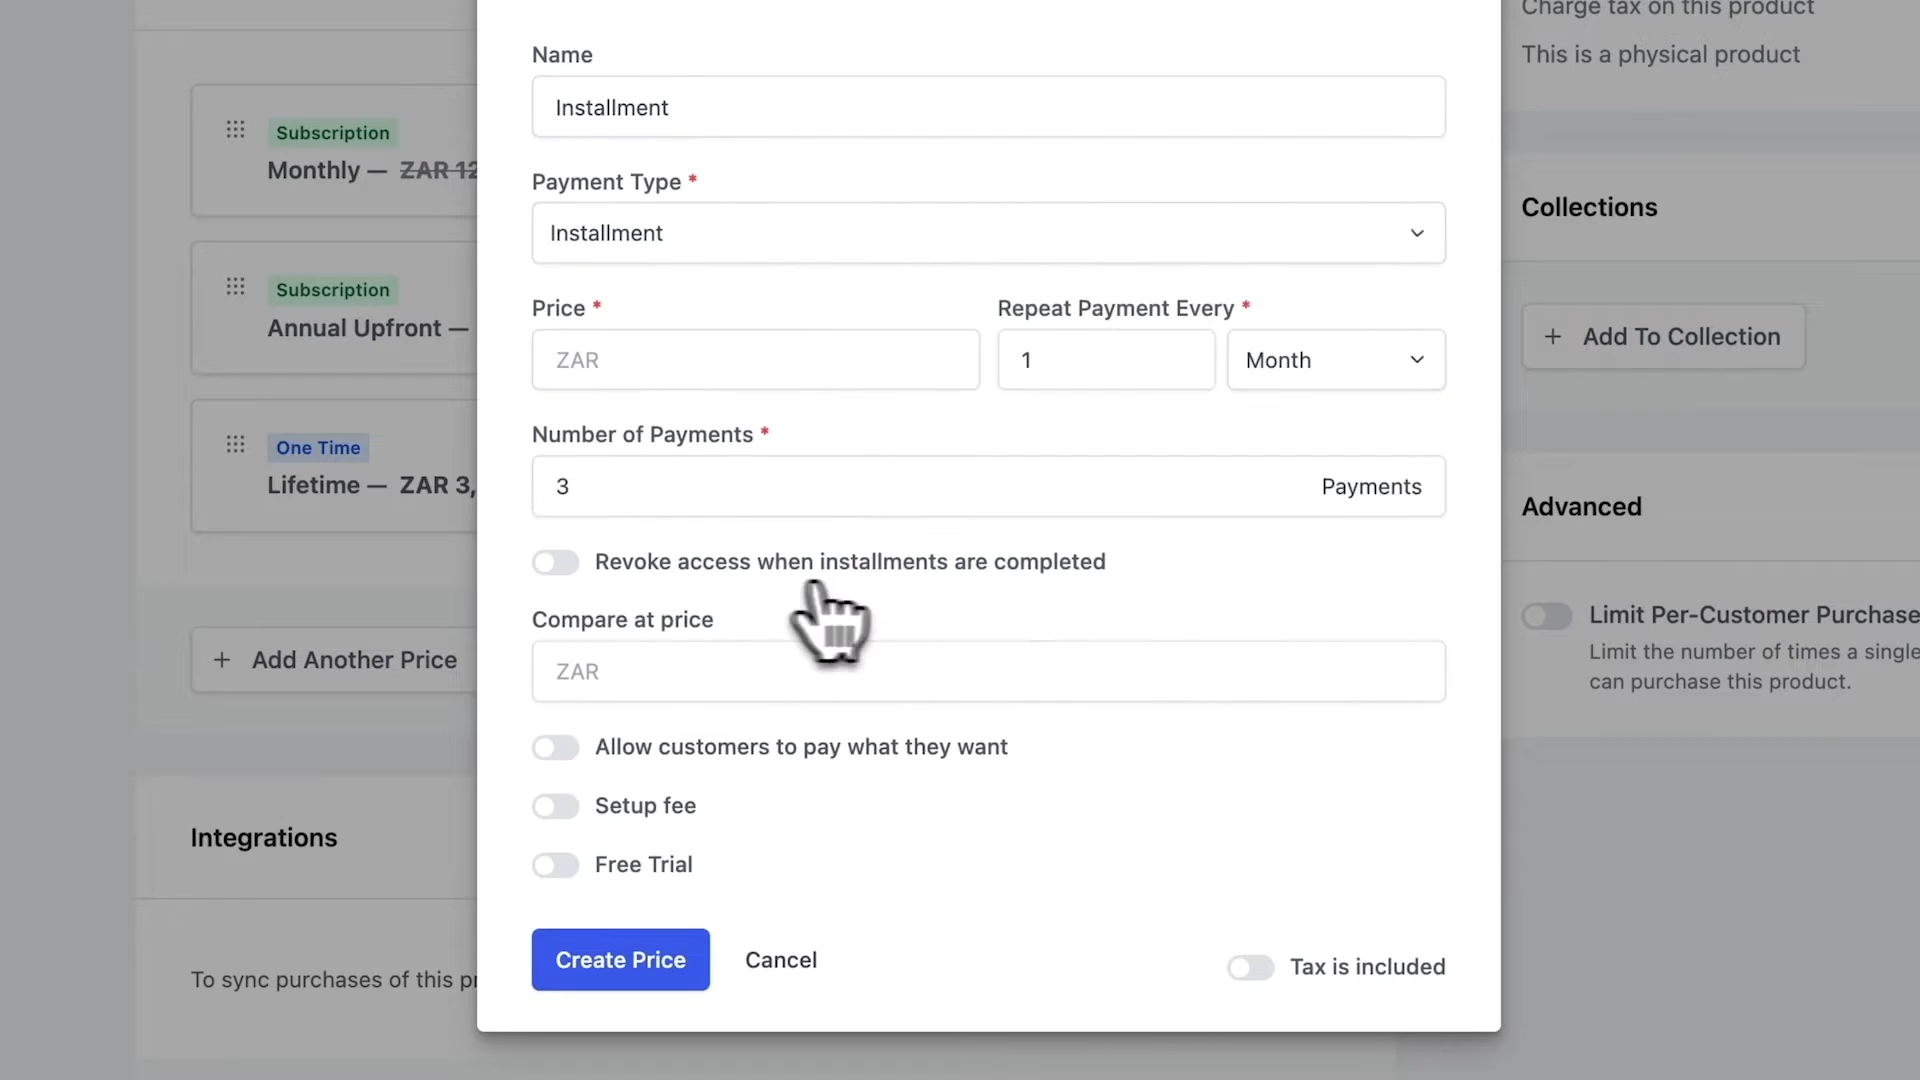 Charge tax on this product
This is a physical product
Subscription
Monthly — ZAR 12
Subscription
Annual Upfront —
One Time
Lifetime — ZAR 3,
+ Add Another Price
Integrations
To sync purchases of this pr
Name
Installment
Payment Type *
Installment
Price *
Repeat Payment Every *
ZAR
1
Month
Number of Payments *
3
Payments
Revoke access when installments are completed
Compare at price
ZAR
Allow customers to pay what they want
Setup fee
Free Trial
Create Price
Cancel
Tax is included
Collections
+ Add To Collection
Advanced
Limit Per-Customer Purchase
Limit the number of times a single
can purchase this product.